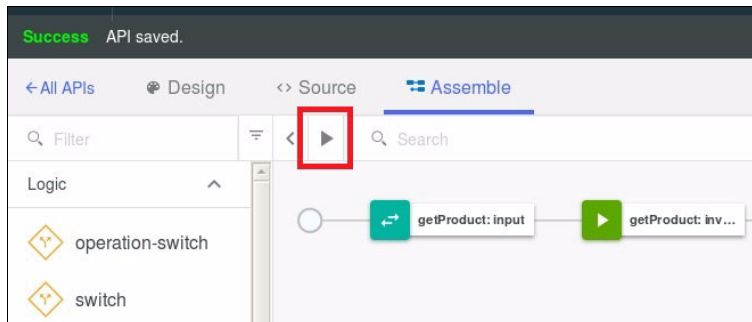 Success API saved.
←All APIs Design <> Source Assemble
Filter Search
Logic
getProduct: input getProduct: inv...
operation-switch
switch